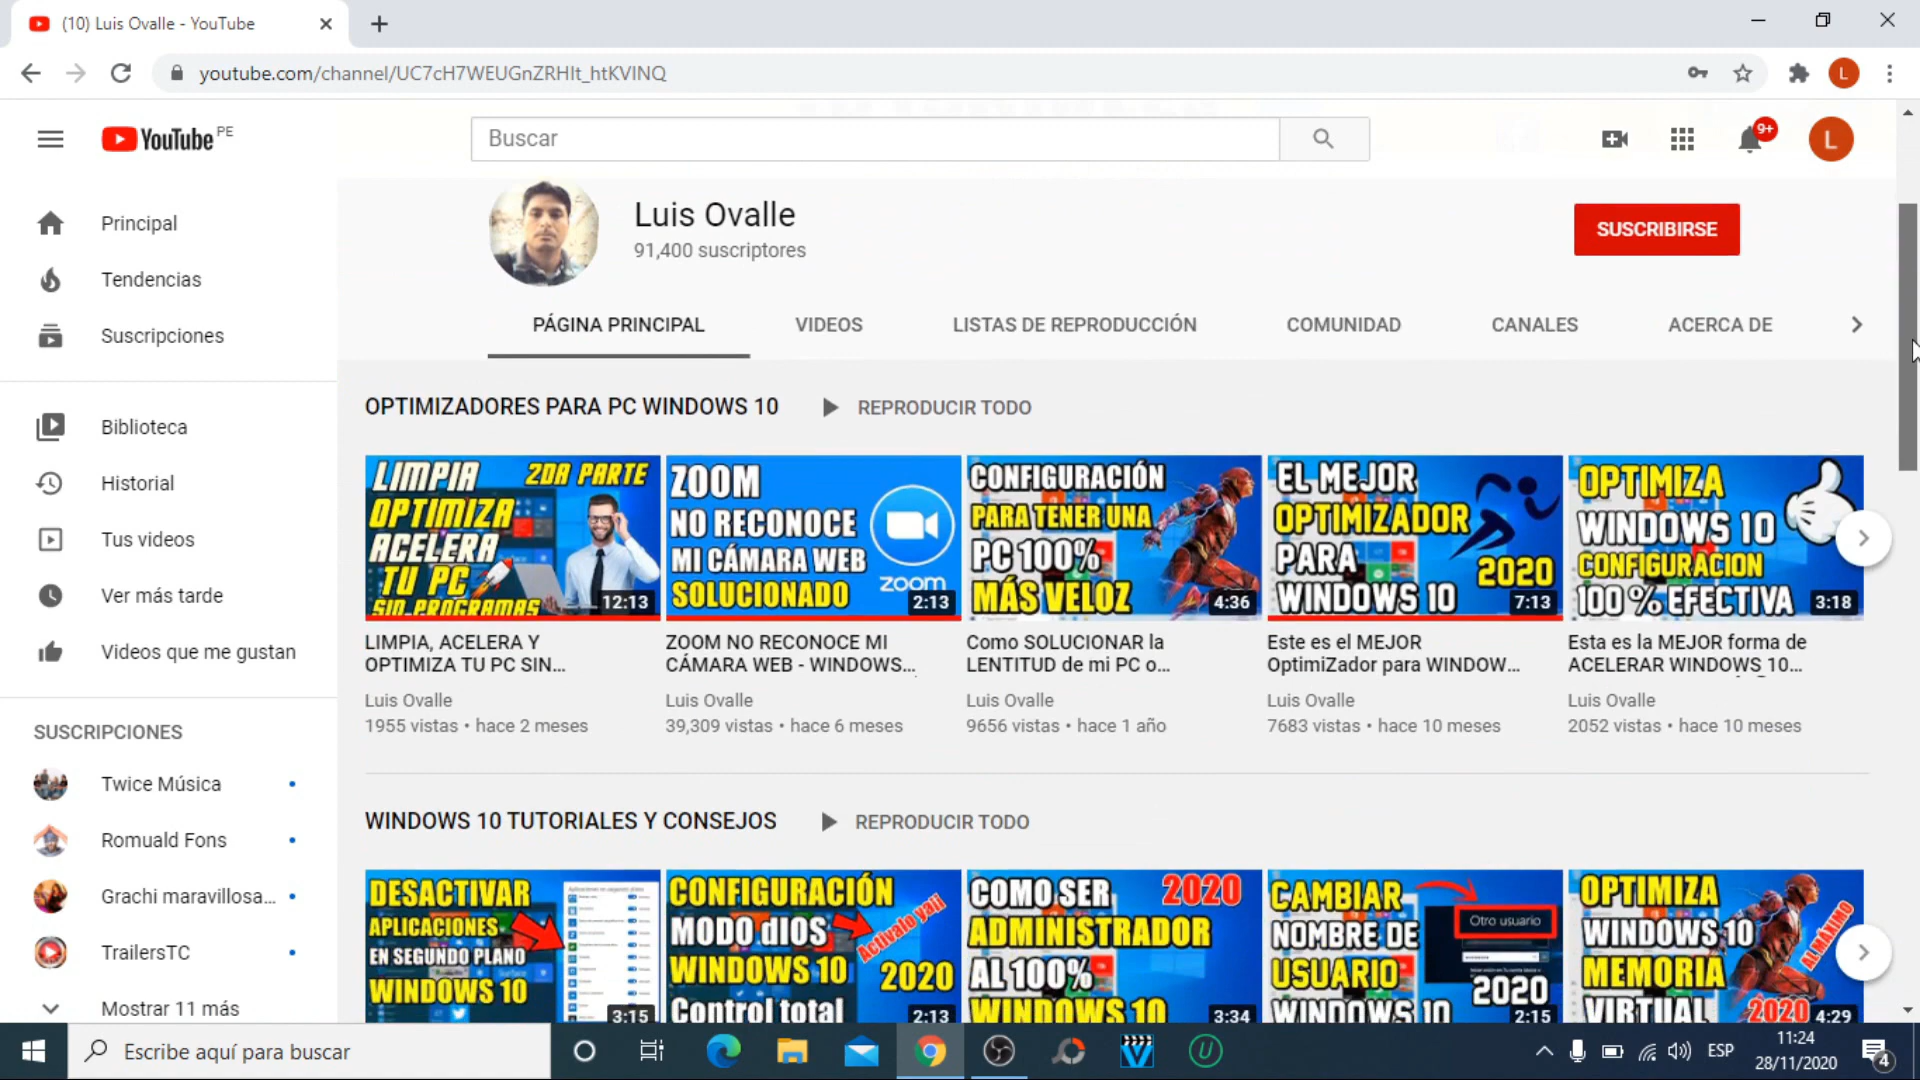 (10) Luis Ovalle - YouTube
youtube.com/channel/UC7cH7WEUGnZRHIt_htKVINQ
L
YouTube PE
Buscar
9+
L
Principal
Tendencias
Suscripciones
Biblioteca
Historial
Tus videos
Ver más tarde
Videos que me gustan
SUSCRIPCIONES
Twice Música
Romuald Fons
Grachi maravillosa...
TrailersTC
Mostrar 11 más
Luis Ovalle
91,400 suscriptores
SUSCRIBIRSE
PÁGINA PRINCIPAL
VIDEOS
LISTAS DE REPRODUCCIÓN
COMUNIDAD
CANALES
ACERCA DE
OPTIMIZADORES PARA PC WINDOWS 10
REPRODUCIR TODO
LIMPIA 2DA PARTE
OPTIMIZA
ACELERA
TU PC
SIN PROGRAMAS
12:13
LIMPIA, ACELERA Y
OPTIMIZA TU PC SIN...
Luis Ovalle
1955 vistas • hace 2 meses
ZOOM
NO RECONOCE
MI CÁMARA WEB
SOLUCIONADO
zoom
2:13
ZOOM NO RECONOCE MI
CÁMARA WEB - WINDOWS...
Luis Ovalle
39,309 vistas • hace 6 meses
CONFIGURACIÓN
PARA TENER UNA
PC 100%
MÁS VELOZ
4:36
Como SOLUCIONAR la
LENTITUD de mi PC o...
Luis Ovalle
9656 vistas • hace 1 año
EL MEJOR
OPTIMIZADOR
PARA
WINDOWS 10
2020
7:13
Este es el MEJOR
OptimiZador para WINDOW...
Luis Ovalle
7683 vistas • hace 10 meses
OPTIMIZA
WINDOWS 10
CONFIGURACION
100% EFECTIVA
3:18
Esta es la MEJOR forma de
ACELERAR WINDOWS 10...
Luis Ovalle
2052 vistas • hace 10 meses
WINDOWS 10 TUTORIALES Y CONSEJOS
REPRODUCIR TODO
DESACTIVAR
APLICACIONES
EN SEGUNDO PLANO
WINDOWS 10
3:15
CONFIGURACIÓN
MODO dIOS
WINDOWS 10
Control total
Activalo ya!!
2020
2:13
COMO SER 2020
ADMINISTRADOR
AL 100%
WINDOWS 10
3:34
CAMBIAR
NOMBRE DE
USUARIO
WINDOWS 10
Otro usuario
2020
2:15
OPTIMIZA
WINDOWS 10
MEMORIA
VIRTUAL
AL MÁXIMO
2020
4:29
Escribe aquí para buscar
ESP
11:24
28/11/2020
4